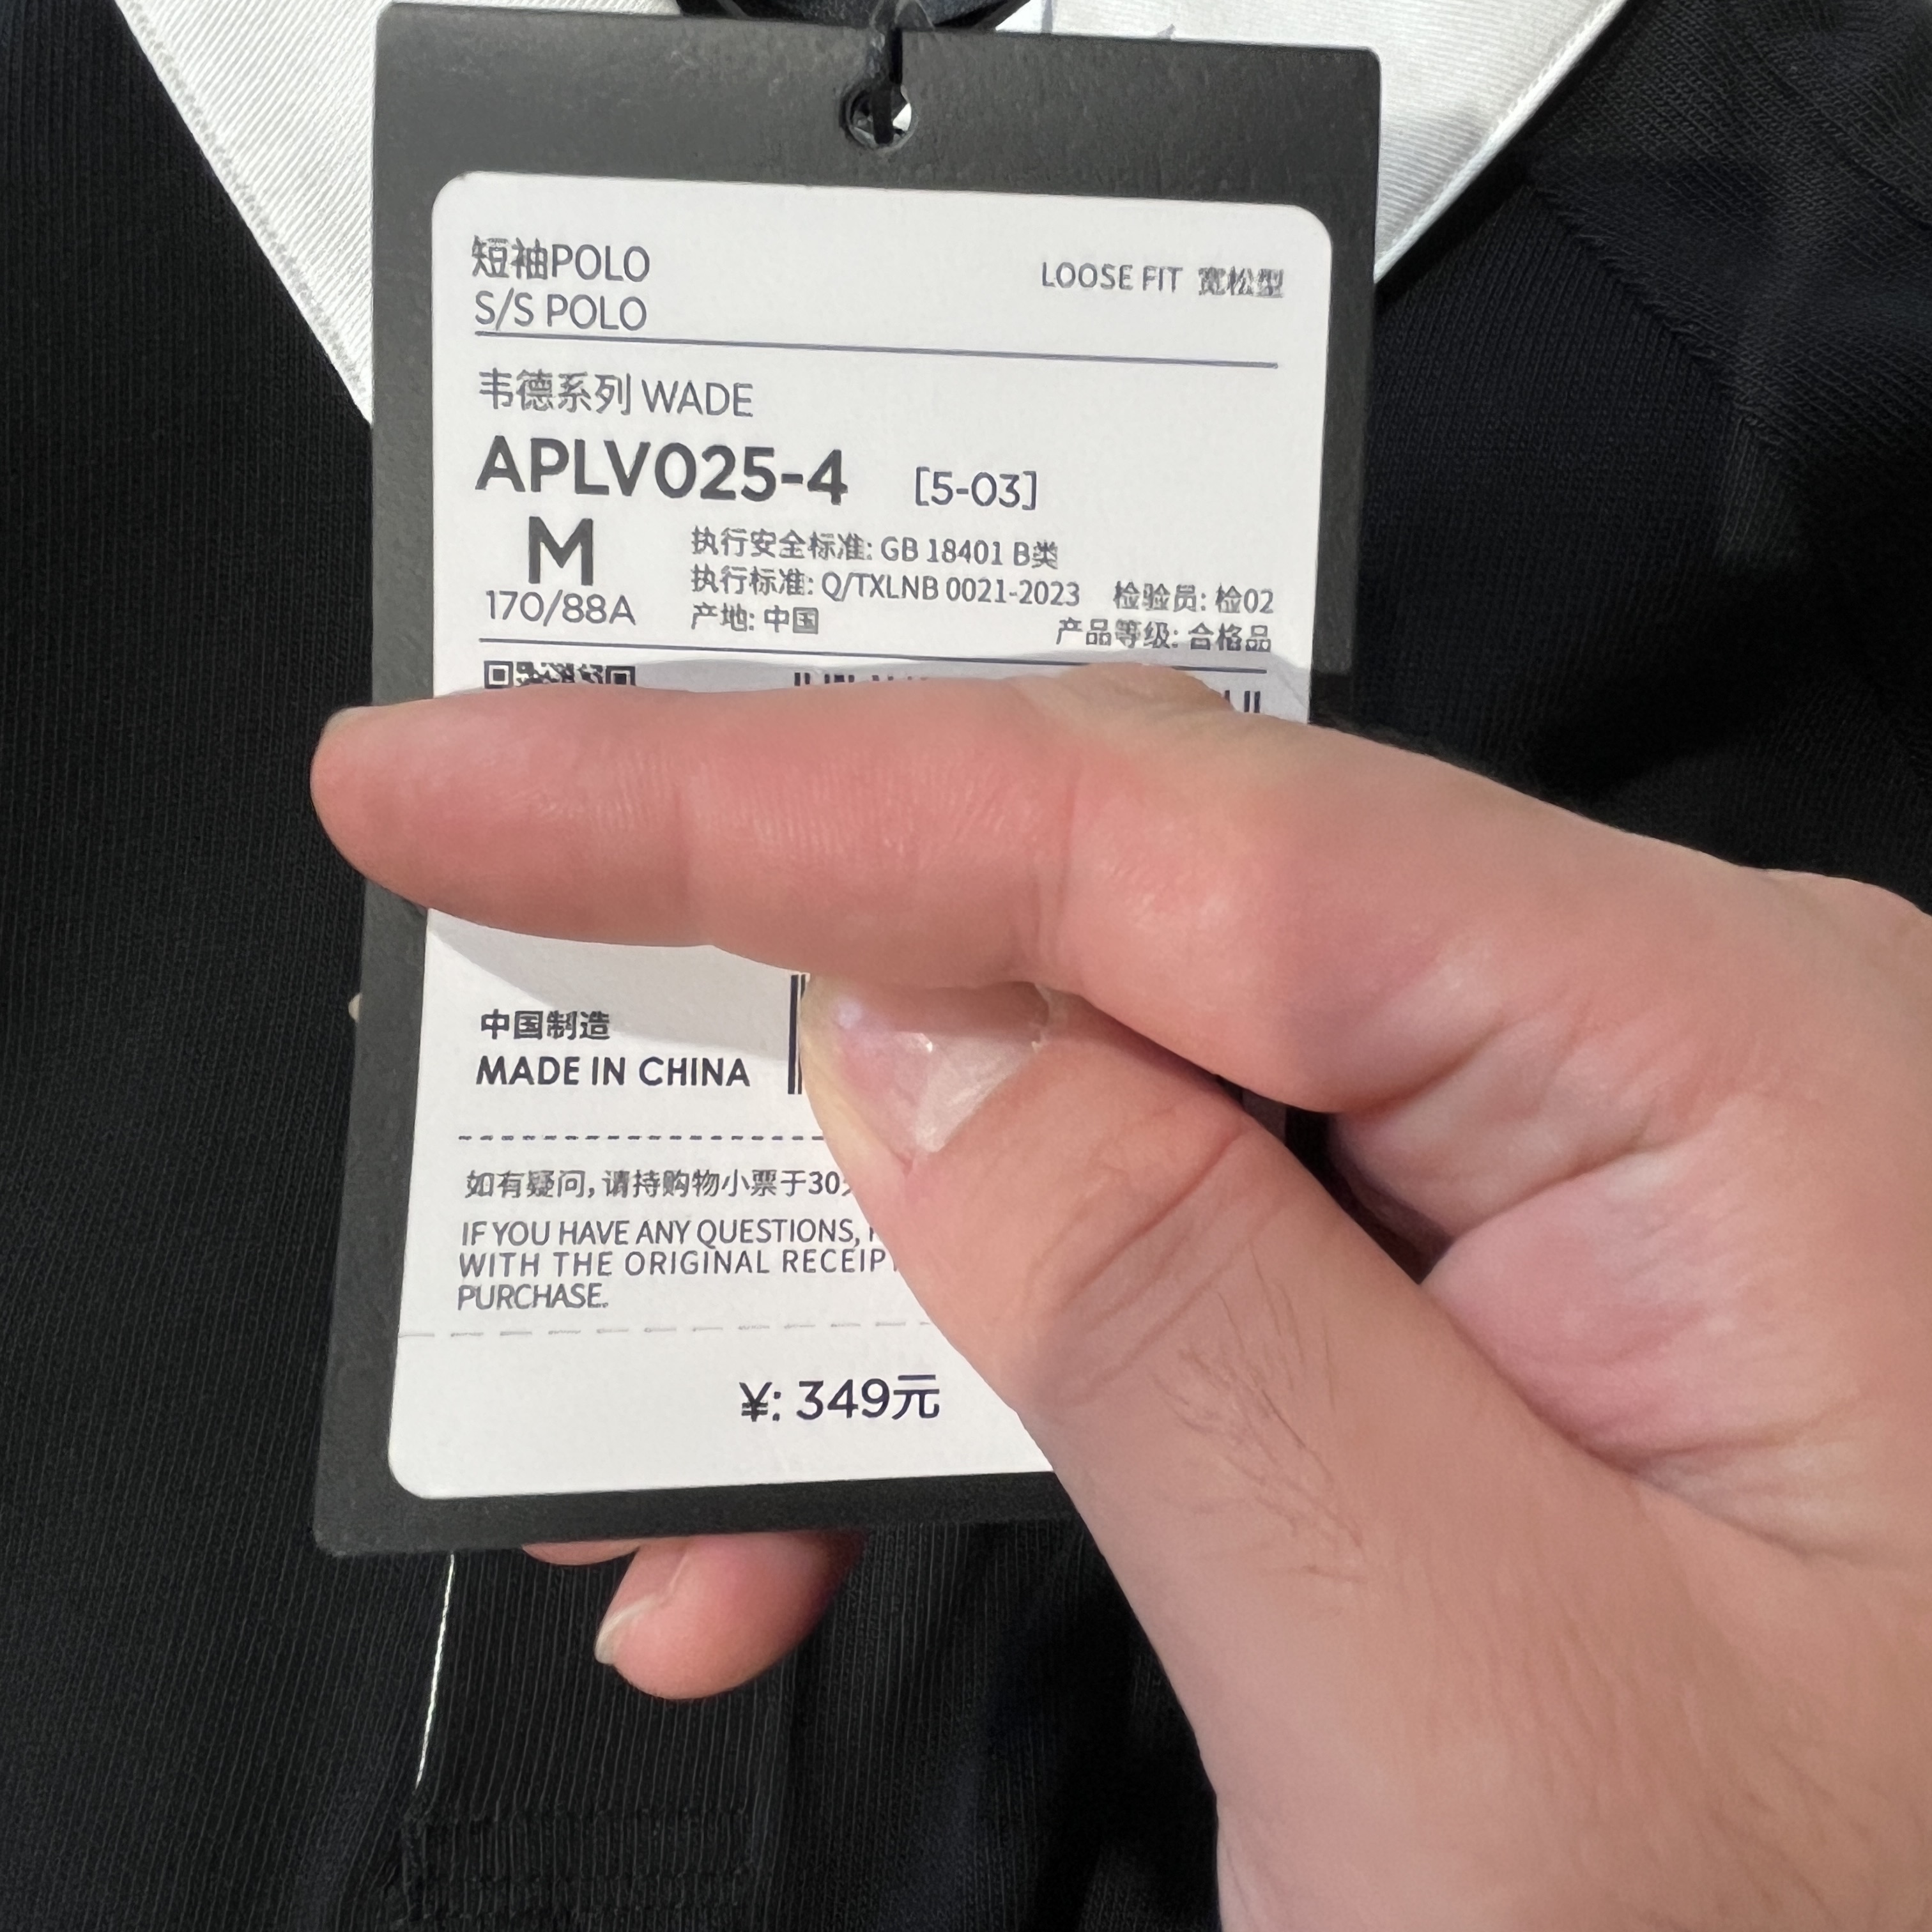 短袖POLO
S/S POLO
LOOSE FIT 宽松型
韦德系列 WADE
APLV025-4 [5-03]
M
170/88A
执行安全标准: GB 18401 B类
执行标准: Q/TXLNB 0021-2023 检验员: 检02
产地: 中国 产品等级: 合格品
中国制造
MADE IN CHINA
如有疑问, 请持购物小票于30
IF YOU HAVE ANY QUESTIONS,
WITH THE ORIGINAL
PURCHASE.
¥: 349元